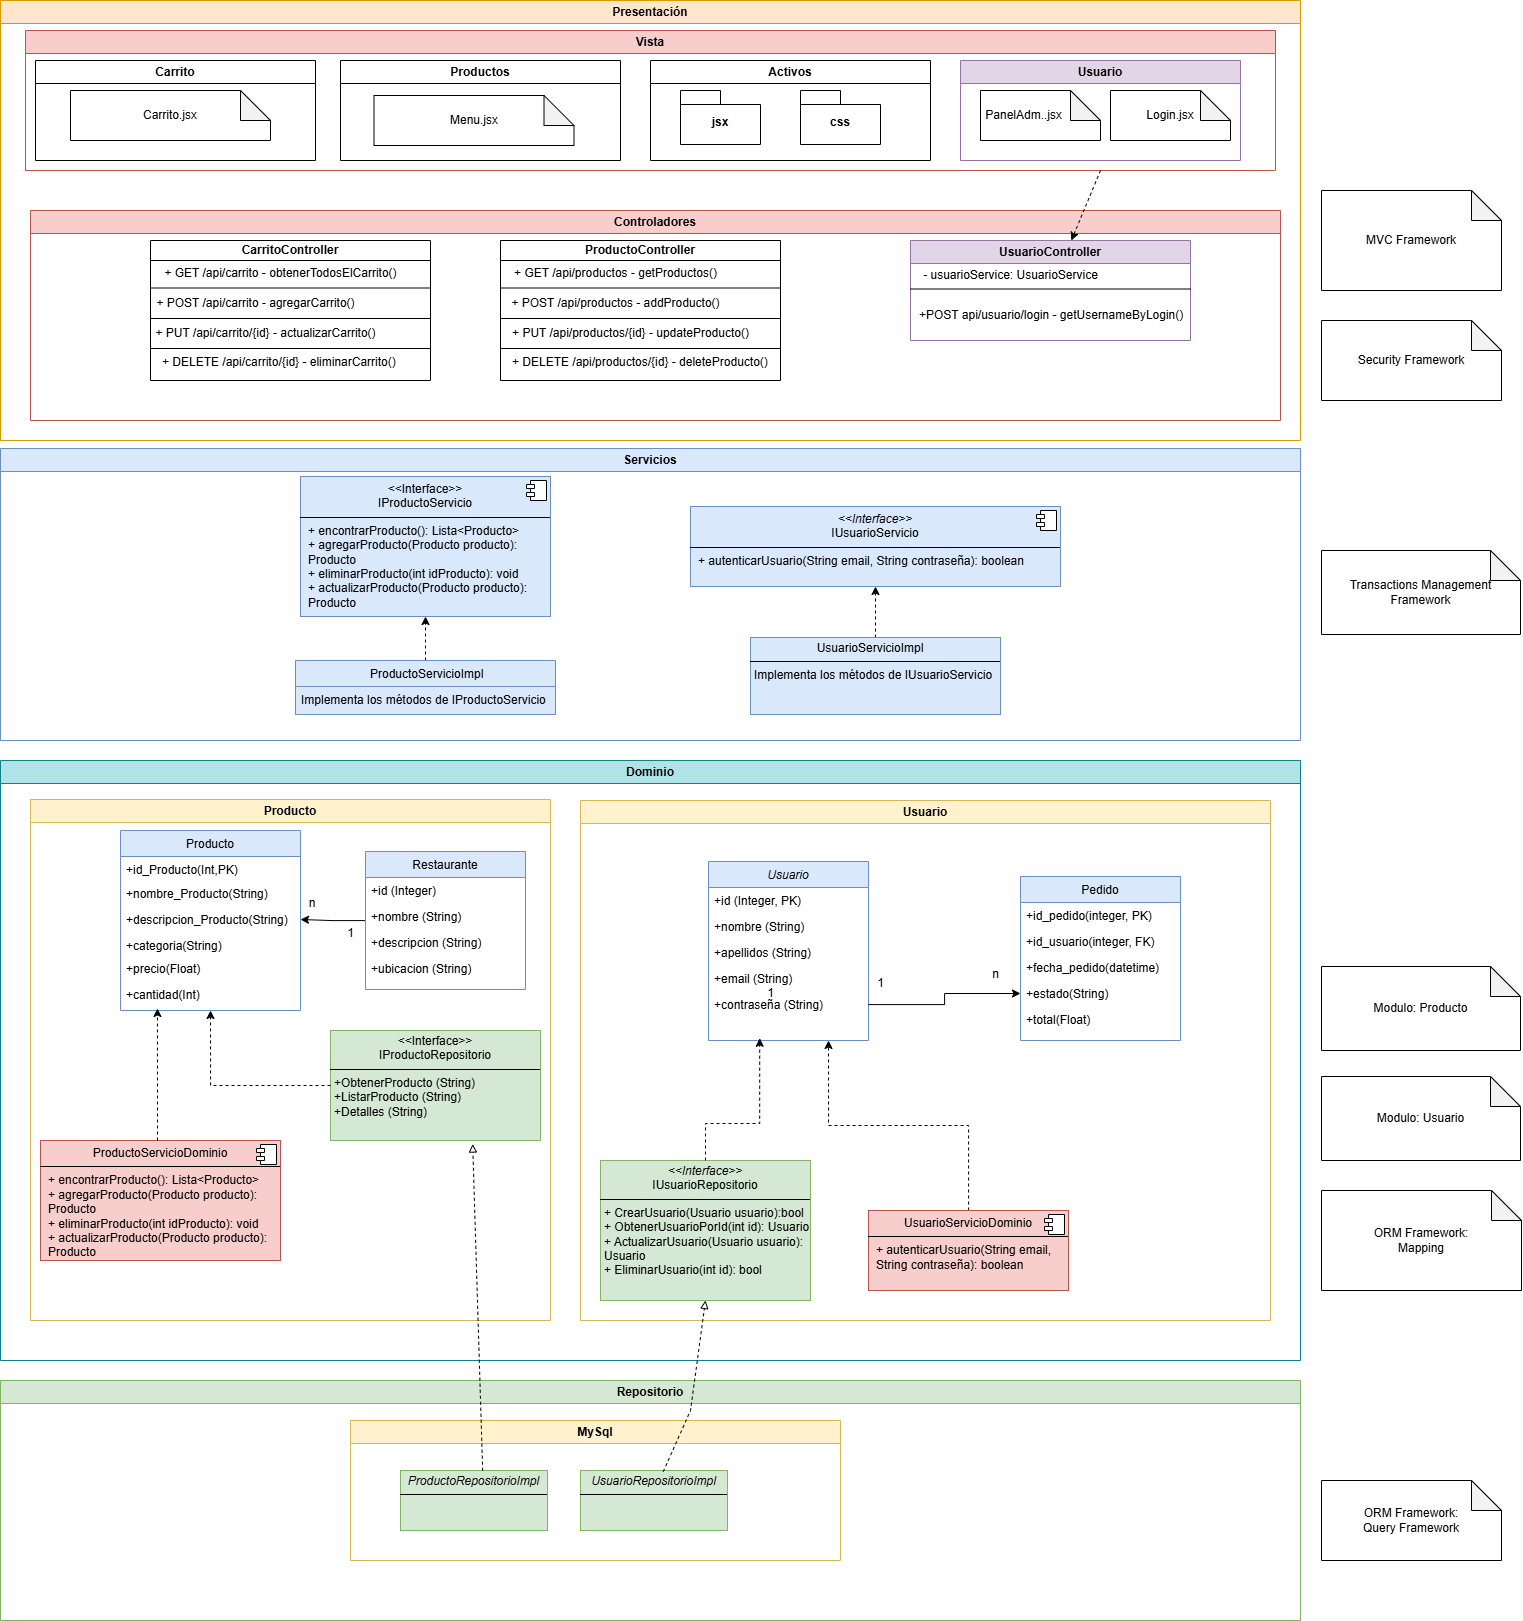 Presentación
Vista
Carrito
Carrito.jsx
Productos
Menu.jsx
Activos
jsx
css
Usuario
PanelAdm..jsx
Login.jsx
Controladores
CarritoController
+ GET /api/carrito - obtenerTodosElCarrito()
+ POST /api/carrito - agregarCarrito()
+ PUT /api/carrito/{id} - actualizarCarrito()
+ DELETE /api/carrito/{id} - eliminarCarrito()
ProductoController
+ GET /api/productos - getProductos()
+ POST /api/productos - addProducto()
+ PUT /api/productos/{id} - updateProducto()
+ DELETE /api/productos/{id} - deleteProducto()
UsuarioController
- usuarioService: UsuarioService
+POST api/usuario/login - getUsernameByLogin()
MVC Framework
Security Framework
Servicios
<<Interface>>
IProductoServicio
+ encontrarProducto(): Lista<Producto>
+ agregarProducto(Producto producto):
Producto
+ eliminarProducto(int idProducto): void
+ actualizarProducto(Producto producto):
Producto
ProductoServicioImpl
Implementa los métodos de IProductoServicio
<<Interface>>
IUsuarioServicio
+ autenticarUsuario(String email, String contraseña): boolean
UsuarioServicioImpl
Implementa los métodos de IUsuarioServicio
Transactions Management
Framework
Dominio
Producto
Producto
+id_Producto(Int,PK)
+nombre_Producto(String)
+descripcion_Producto(String)
+categoria(String)
+precio(Float)
+cantidad(Int)
n
1
Restaurante
+id (Integer)
+nombre (String)
+descripcion (String)
+ubicacion (String)
<<Interface>>
IProductoRepositorio
+ObtenerProducto (String)
+ListarProducto (String)
+Detalles (String)
ProductoServicioDominio
+ encontrarProducto(): Lista<Producto>
+ agregarProducto(Producto producto):
Producto
+ eliminarProducto(int idProducto): void
+ actualizarProducto(Producto producto):
Producto
Usuario
Usuario
+id (Integer, PK)
+nombre (String)
+apellidos (String)
+email (String)
1
+contraseña (String)
1
n
Pedido
+id_pedido(integer, PK)
+id_usuario(integer, FK)
+fecha_pedido(datetime)
+estado(String)
+total(Float)
<<Interface>>
IUsuarioRepositorio
+ CrearUsuario(Usuario usuario):bool
+ ObtenerUsuarioPorId(int id): Usuario
+ ActualizarUsuario(Usuario usuario):
Usuario
+ EliminarUsuario(int id): bool
UsuarioServicioDominio
+ autenticarUsuario(String email,
String contraseña): boolean
Modulo: Producto
Modulo: Usuario
ORM Framework:
Mapping
Repositorio
MySql
ProductoRepositorioImpl
UsuarioRepositorioImpl
ORM Framework:
Query Framework